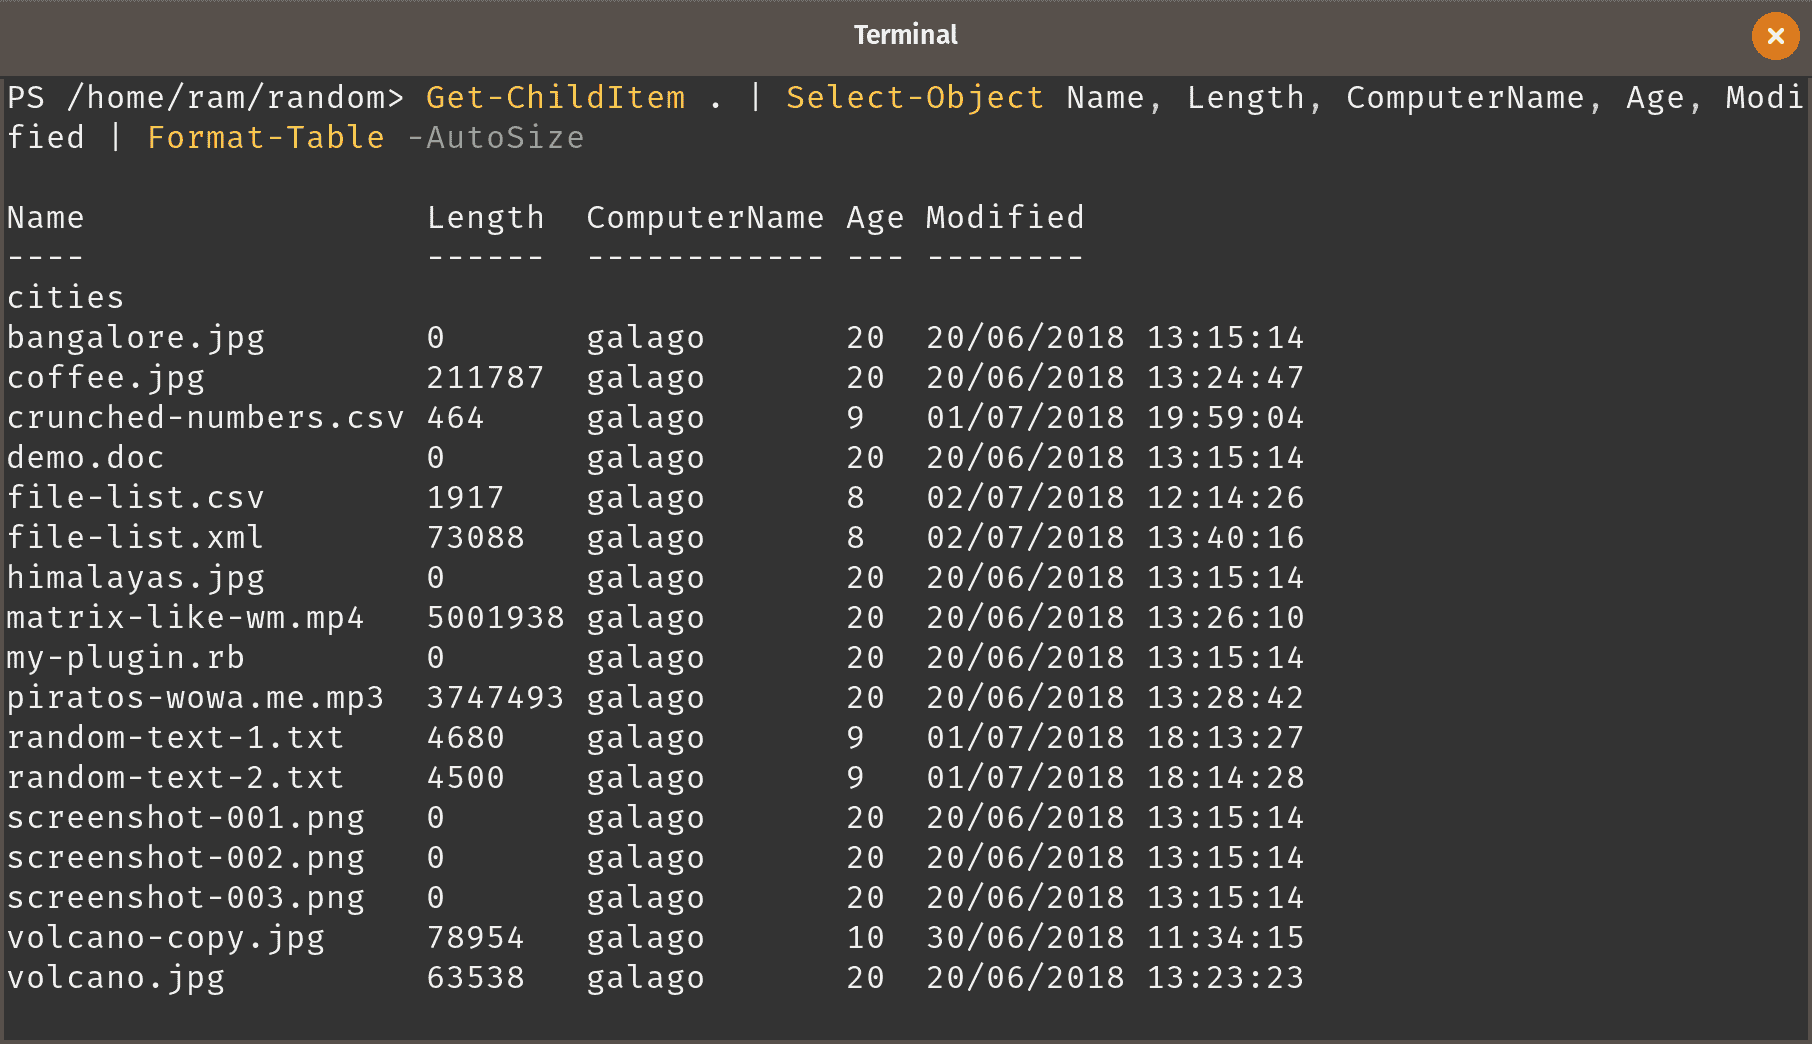 Terminal
PS /home/ram/random> Get-ChildItem . | Select-Object Name, Length, ComputerName, Age, Modi
fied | Format-Table -AutoSize
Name                 Length  ComputerName Age Modified
----                 ------  ------------ --- --------
cities
bangalore.jpg        0       galago       20  20/06/2018 13:15:14
coffee.jpg           211787  galago       20  20/06/2018 13:24:47
crunched-numbers.csv 464     galago       9   01/07/2018 19:59:04
demo.doc             0       galago       20  20/06/2018 13:15:14
file-list.csv        1917    galago       8   02/07/2018 12:14:26
file-list.xml        73088   galago       8   02/07/2018 13:40:16
himalayas.jpg        0       galago       20  20/06/2018 13:15:14
matrix-like-wm.mp4   5001938 galago       20  20/06/2018 13:26:10
my-plugin.rb         0       galago       20  20/06/2018 13:15:14
piratos-wowa.me.mp3  3747493 galago       20  20/06/2018 13:28:42
random-text-1.txt    4680    galago       9   01/07/2018 18:13:27
random-text-2.txt    4500    galago       9   01/07/2018 18:14:28
screenshot-001.png   0       galago       20  20/06/2018 13:15:14
screenshot-002.png   0       galago       20  20/06/2018 13:15:14
screenshot-003.png   0       galago       20  20/06/2018 13:15:14
volcano-copy.jpg     78954   galago       10  30/06/2018 11:34:15
volcano.jpg          63538   galago       20  20/06/2018 13:23:23